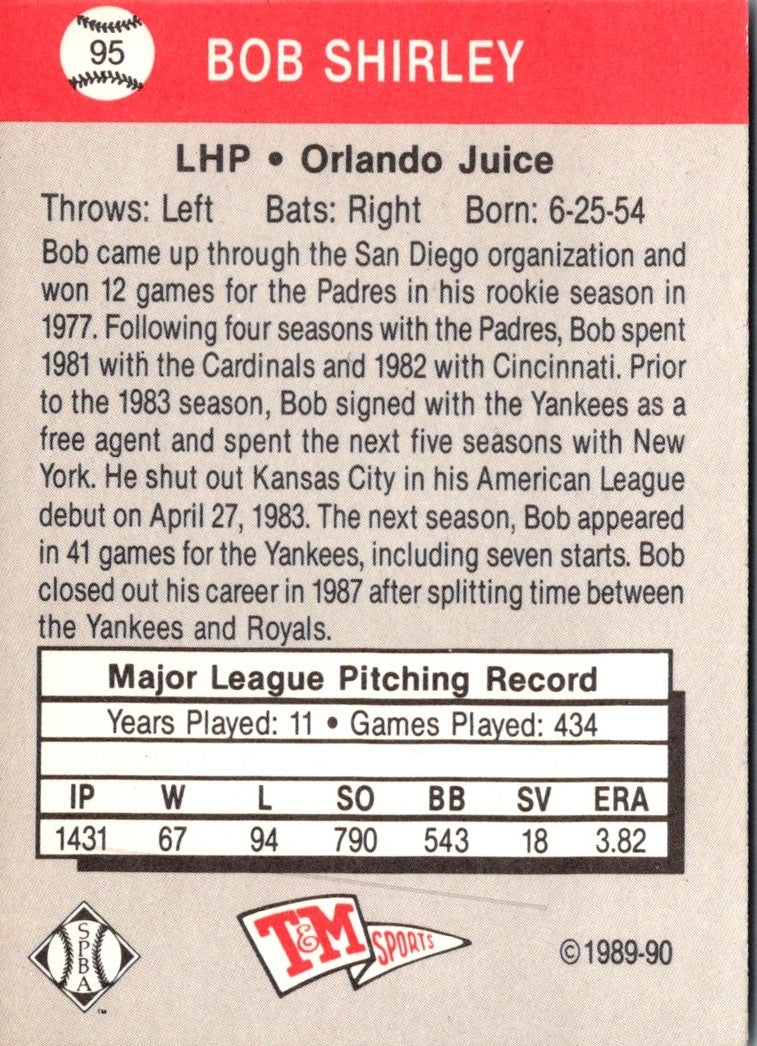 95
BOB SHIRLEY
LHP • Orlando Juice
Throws: Left Bats: Right Born: 6-25-54
Bob came up through the San Diego organization and
won 12 games for the Padres in his rookie season in
1977. Following four seasons with the Padres, Bob spent
1981 with the Cardinals and 1982 with Cincinnati. Prior
to the 1983 season, Bob signed with the Yankees as a
free agent and spent the next five seasons with New
York. He shut out Kansas City in his American League
debut on April 27, 1983. The next season, Bob appeared
in 41 games for the Yankees, including seven starts. Bob
closed out his career in 1987 after splitting time between
the Yankees and Royals.
Major League Pitching Record
Years Played: 11 • Games Played: 434
IP W L SO BB SV ERA
1431 67 94 790 543 18 3.82
SPBA™
T&M SPORTS
©1989-90